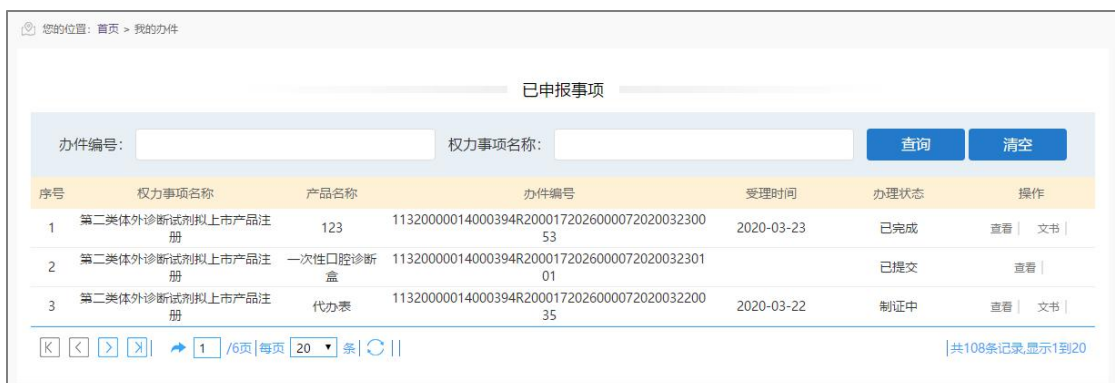 您的位置：首页 > 我的办件
已申报事项
办件编号： 权力事项名称： 查询 清空
序号 权力事项名称 产品名称 办件编号 受理时间 办理状态 操作
1 第二类体外诊断试剂拟上市产品注册 123 11320000014000394R200017202600007202003230053 2020-03-23 已完成 查看| 文书|
2 第二类体外诊断试剂拟上市产品注册 一次性口腔诊断盒 11320000014000394R200017202600007202003230101 已提交 查看|
3 第二类体外诊断试剂拟上市产品注册 代办表 11320000014000394R200017202600007202003220035 2020-03-22 制证中 查看| 文书|
1 /6页|每页 20 条| || |共108条记录,显示1到20